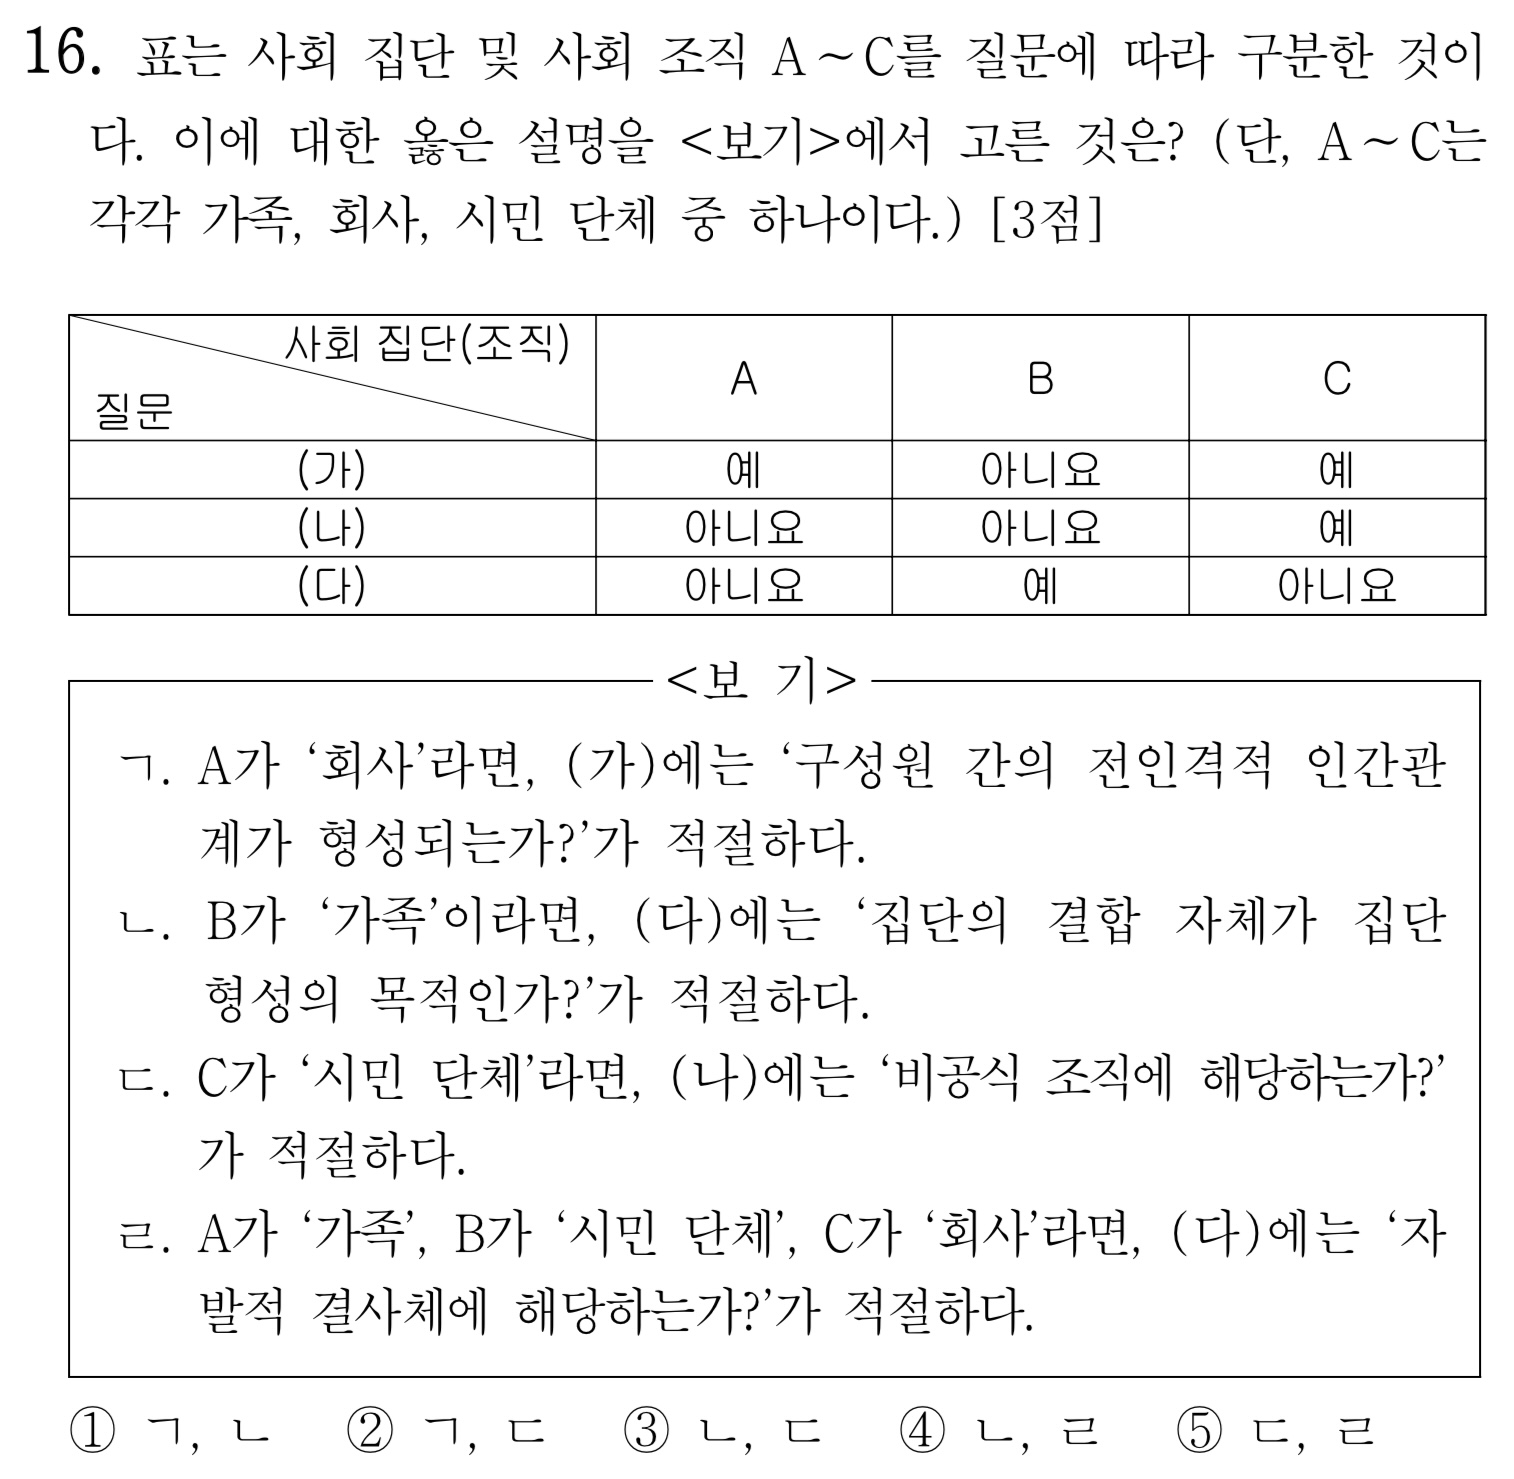 16. 표는 사회 집단 및 사회 조직 A~C를 질문에 따라 구분한 것이
다. 이에 대한 옳은 설명을 <보기>에서 고른 것은? (단, A~C는
각각 가족, 회사, 시민 단체 중 하나이다.) [3점]
사회 집단(조직)
질문
A B C
(가) 예 아니요 예
(나) 아니요 아니요 예
(다) 아니요 예 아니요
<보 기>
ㄱ. A가 ‘회사’라면, (가)에는 ‘구성원 간의 전인격적 인간관
계가 형성되는가?’가 적절하다.
ㄴ. B가 ‘가족’이라면, (다)에는 ‘집단의 결합 자체가 집단
형성의 목적인가?’가 적절하다.
ㄷ. C가 ‘시민 단체’라면, (나)에는 ‘비공식 조직에 해당하는가?’
가 적절하다.
ㄹ. A가 ‘가족’, B가 ‘시민 단체’, C가 ‘회사’라면, (다)에는 ‘자
발적 결사체에 해당하는가?’가 적절하다.
① ㄱ, ㄴ ② ㄱ, ㄷ ③ ㄴ, ㄷ ④ ㄴ, ㄹ ⑤ ㄷ, ㄹ